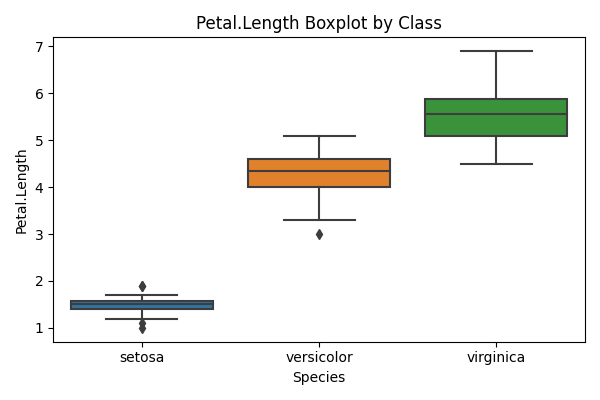 Petal.Length Boxplot by Class
7
6
5
4
3
2
1
Petal.Length
setosa
versicolor
virginica
Species